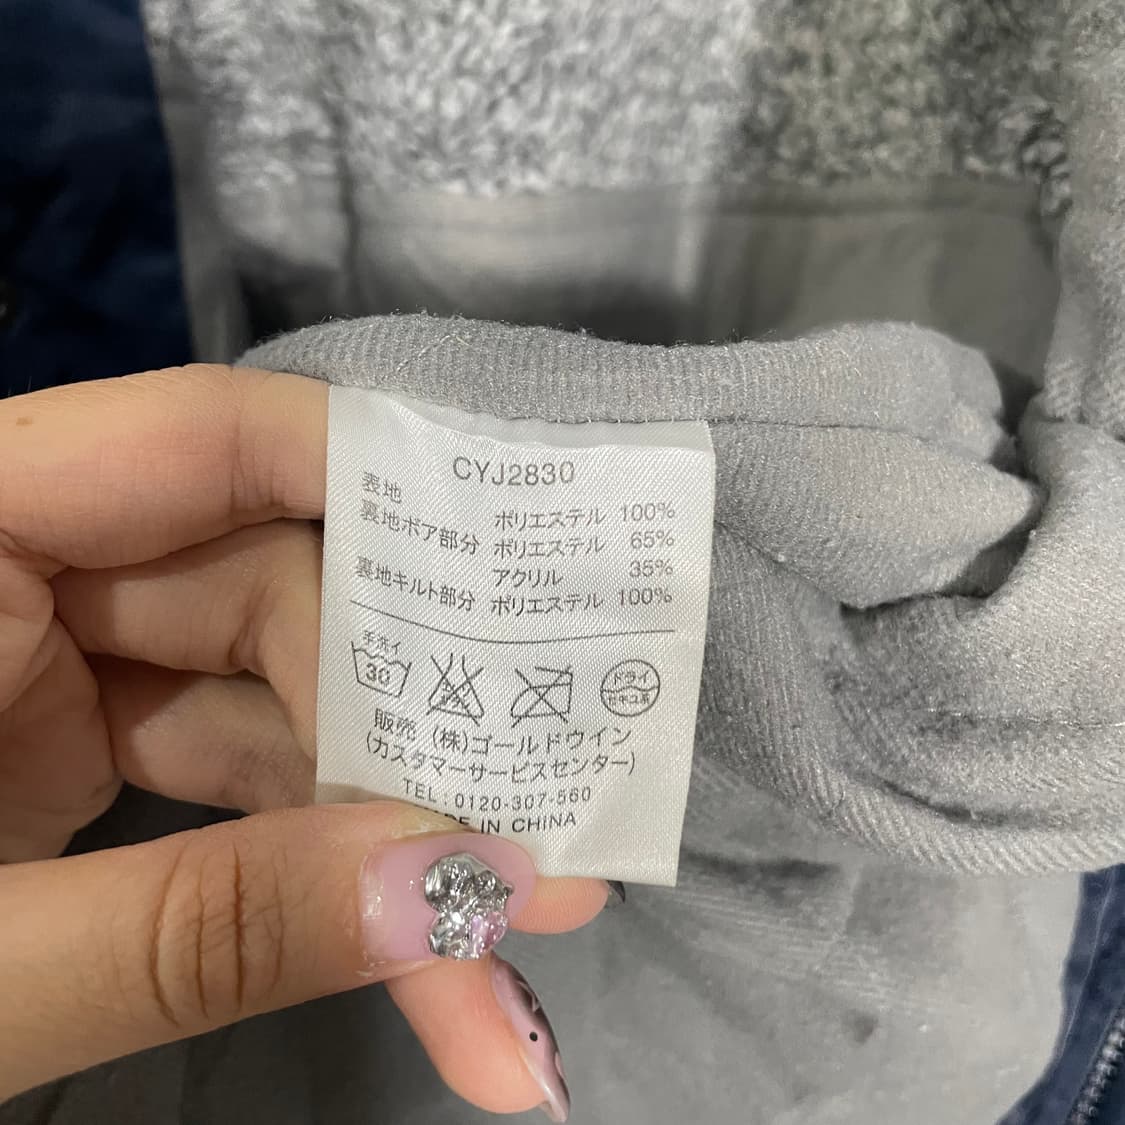 CYJ2830
表地 ポリエステル 100%
裏地ボア部分 ポリエステル 65%
アクリル 35%
裏地キルト部分 ポリエステル 100%
手洗イ
30
ドライ
セキユ系
販売 (株)ゴールドウイン
(カスタマーサービスセンター)
TEL:0120-307-560
IN CHINA